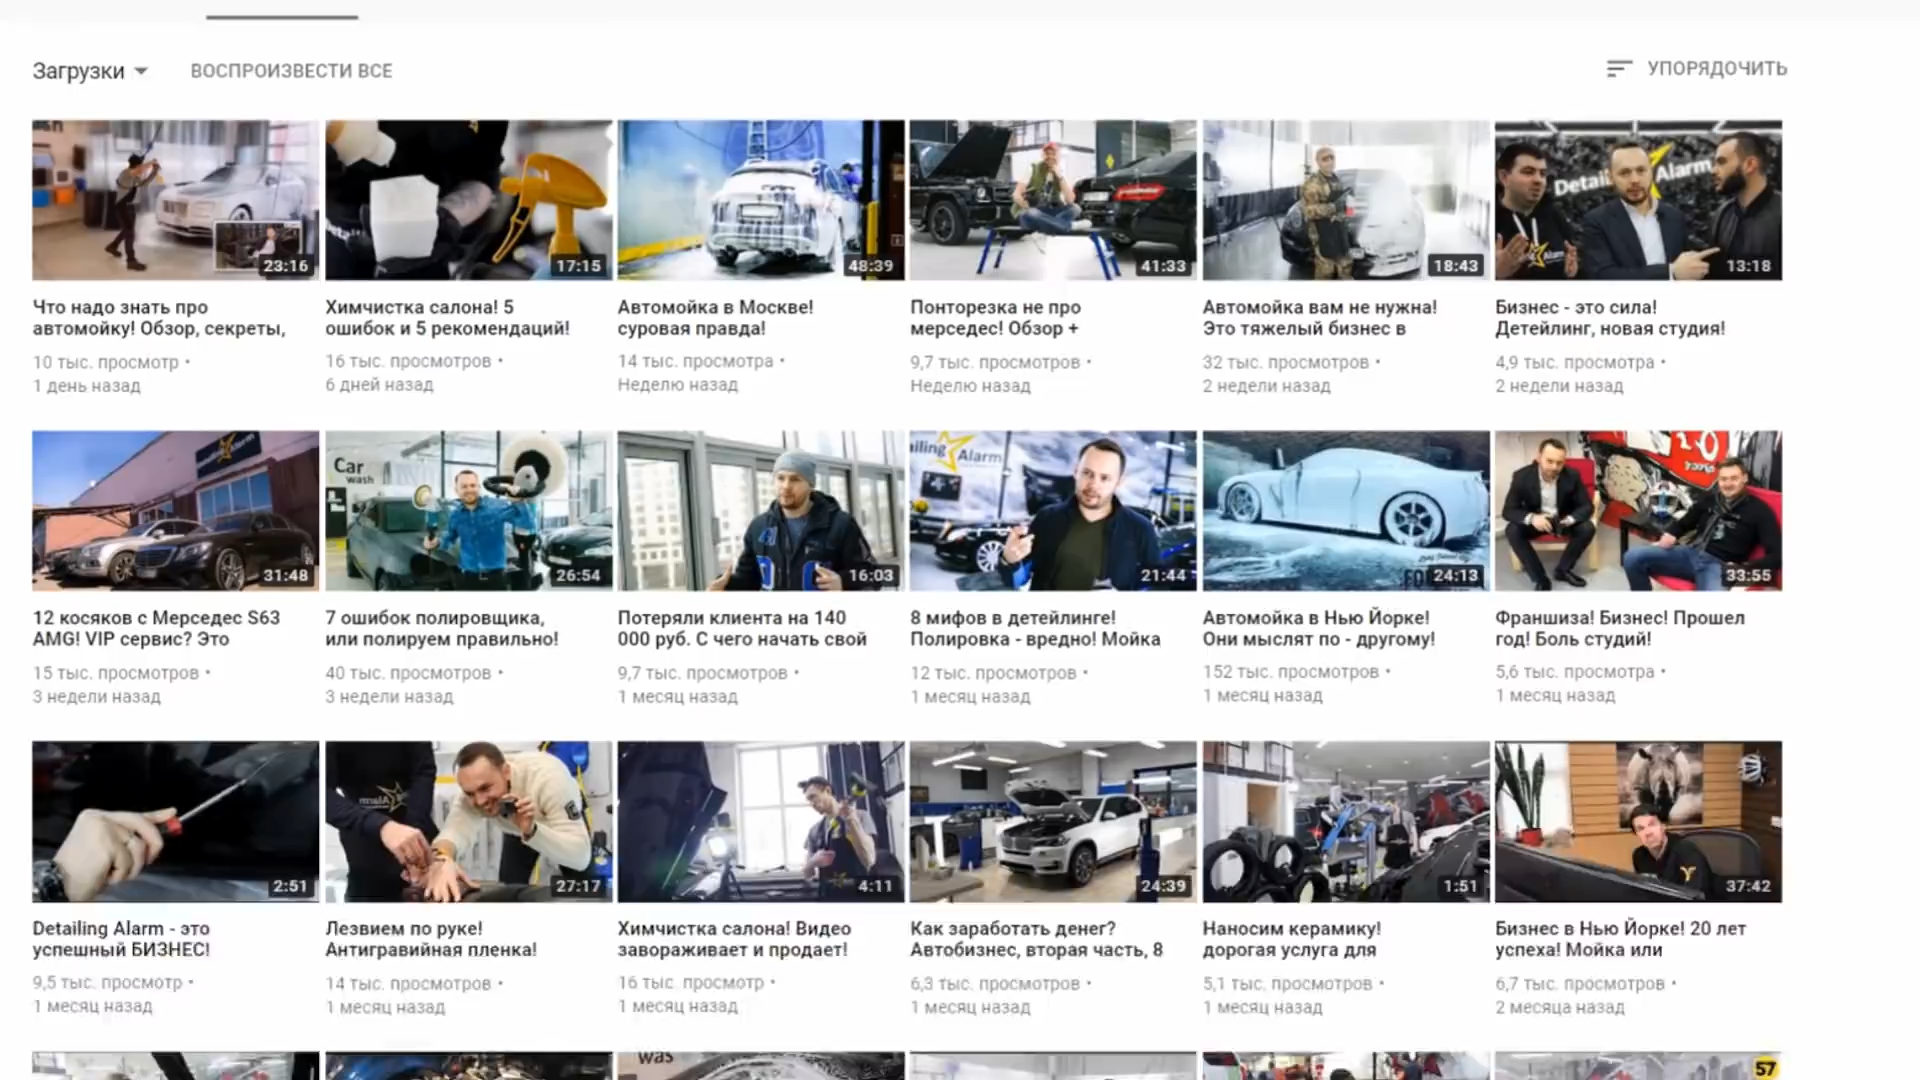 Загрузки
ВОСПРОИЗВЕСТИ ВСЕ
УПОРЯДОЧИТЬ
23:16
17:15
48:39
41:33
18:43
Detail Alarm
13:18
Что надо знать про
автомойку! Обзор, секреты,
10 тыс. просмотр •
1 день назад
Химчистка салона! 5
ошибок и 5 рекомендаций!
16 тыс. просмотров •
6 дней назад
Автомойка в Москве!
суровая правда!
14 тыс. просмотра •
Неделю назад
Понторезка не про
мерседес! Обзор +
9,7 тыс. просмотров •
Неделю назад
Автомойка вам не нужна!
Это тяжелый бизнес в
32 тыс. просмотров •
2 недели назад
Бизнес - это сила!
Детейлинг, новая студия!
4,9 тыс. просмотра •
2 недели назад
31:48
Car
wash
26:54
16:03
ailing Alarm
21:44
24:13
33:55
12 косяков с Мерседес S63
AMG! VIP сервис? Это
15 тыс. просмотров •
3 недели назад
7 ошибок полировщика,
или полируем правильно!
40 тыс. просмотров •
3 недели назад
Потеряли клиента на 140
000 руб. С чего начать свой
9,7 тыс. просмотров •
1 месяц назад
8 мифов в детейлинге!
Полировка - вредно! Мойка
12 тыс. просмотров •
1 месяц назад
Автомойка в Нью Йорке!
Они мыслят по - другому!
152 тыс. просмотров •
1 месяц назад
Франшиза! Бизнес! Прошел
год! Боль студий!
5,6 тыс. просмотра •
1 месяц назад
2:51
27:17
4:11
24:39
1:51
37:42
Detailing Alarm - это
успешный БИЗНЕС!
9,5 тыс. просмотр •
1 месяц назад
Лезвием по руке!
Антигравийная пленка!
14 тыс. просмотров •
1 месяц назад
Химчистка салона! Видео
завораживает и продает!
16 тыс. просмотр •
1 месяц назад
Как заработать денег?
Автобизнес, вторая часть, 8
6,3 тыс. просмотров •
1 месяц назад
Наносим керамику!
дорогая услуга для
5,1 тыс. просмотров •
1 месяц назад
Бизнес в Нью Йорке! 20 лет
успеха! Мойка или
6,7 тыс. просмотров •
2 месяца назад
was
57